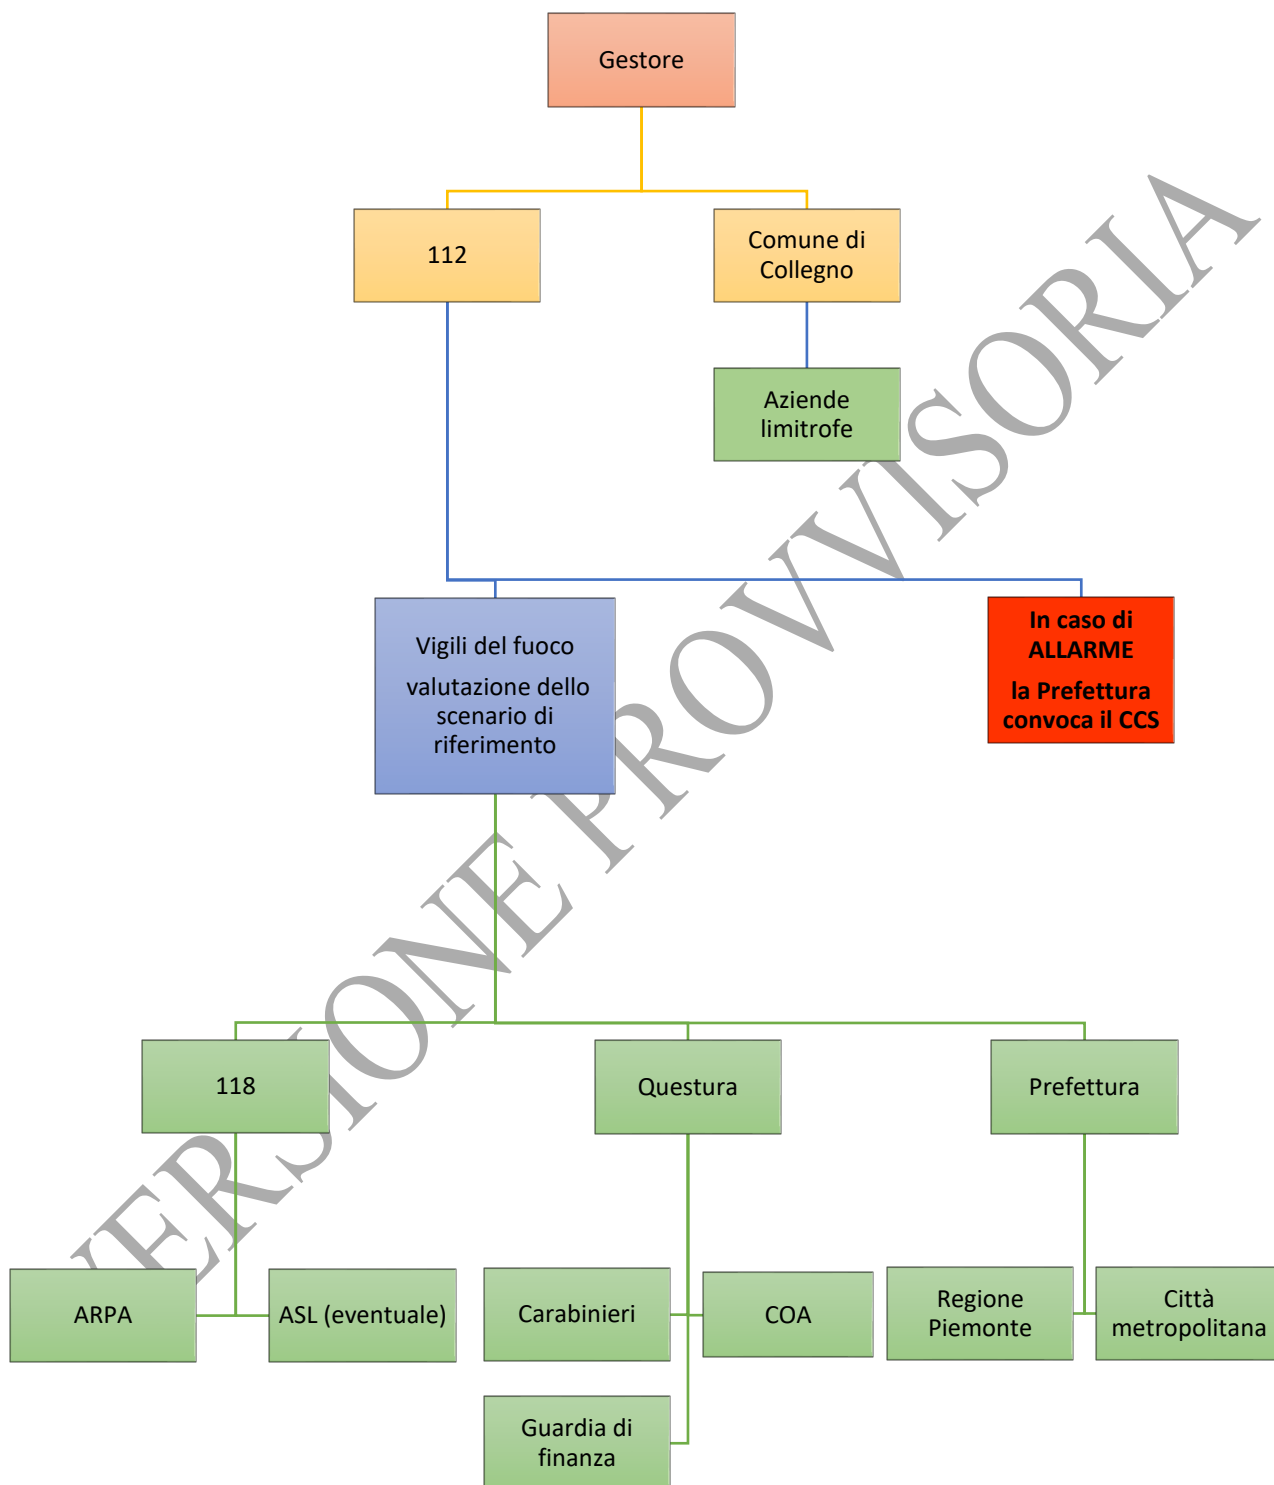 Gestore
112
Comune di
Collegno
Aziende
limitrofe
Vigili del fuoco
valutazione dello
scenario di
riferimento
In caso di
ALLARME
la Prefettura
convoca il CCS
118
Questura
Prefettura
ARPA
ASL (eventuale)
Carabinieri
COA
Regione
Piemonte
Città
metropolitana
Guardia di
finanza
VERSIONE PROVVISORIA